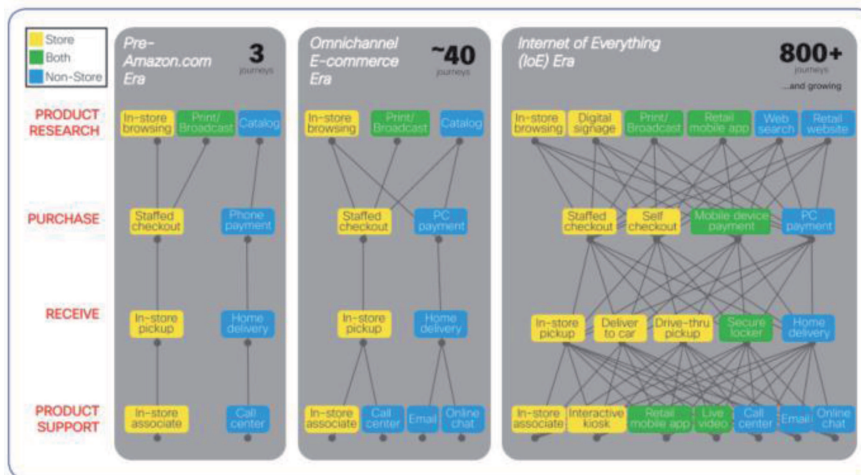 Store
Both
Non-Store
Pre-
Amazon.com
Era
3
journeys
Omnichannel
E-commerce
Era
~40
journeys
Internet of Everything
(IoE) Era
800+
journeys
...and growing
PRODUCT
RESEARCH
In-store
browsing
Print/
Broadcast
Catalog
In-store
browsing
Print/
Broadcast
Catalog
In-store
browsing
Digital
signage
Print/
Broadcast
Retail
mobile app
Web
search
Retail
website
PURCHASE
Staffed
checkout
Phone
payment
Staffed
checkout
PC
payment
Staffed
checkout
Self
checkout
Mobile device
payment
PC
payment
RECEIVE
In-store
pickup
Home
delivery
In-store
pickup
Home
delivery
In-store
pickup
Deliver
to car
Drive-thru
pickup
Secure
locker
Home
delivery
PRODUCT
SUPPORT
In-store
associate
Call
center
In-store
associate
Call
center
Email
Online
chat
In-store
associate
Interactive
kiosk
Retail
mobile app
Live
video
Call
center
Email
Online
chat